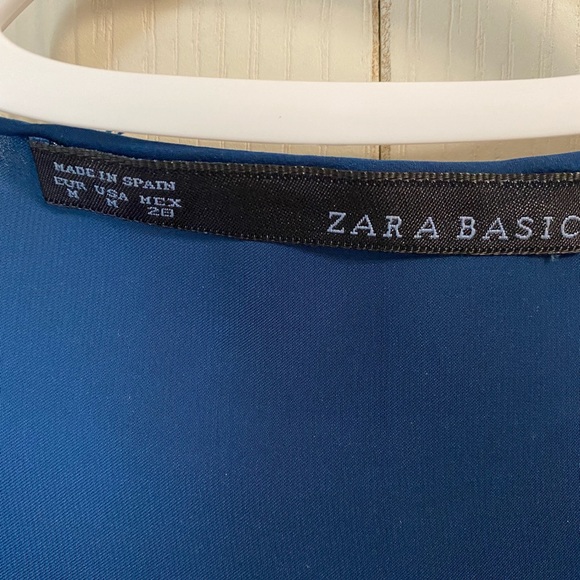 MADE IN SPAIN
EUR USA MEX
M M 28
ZARA BASIC